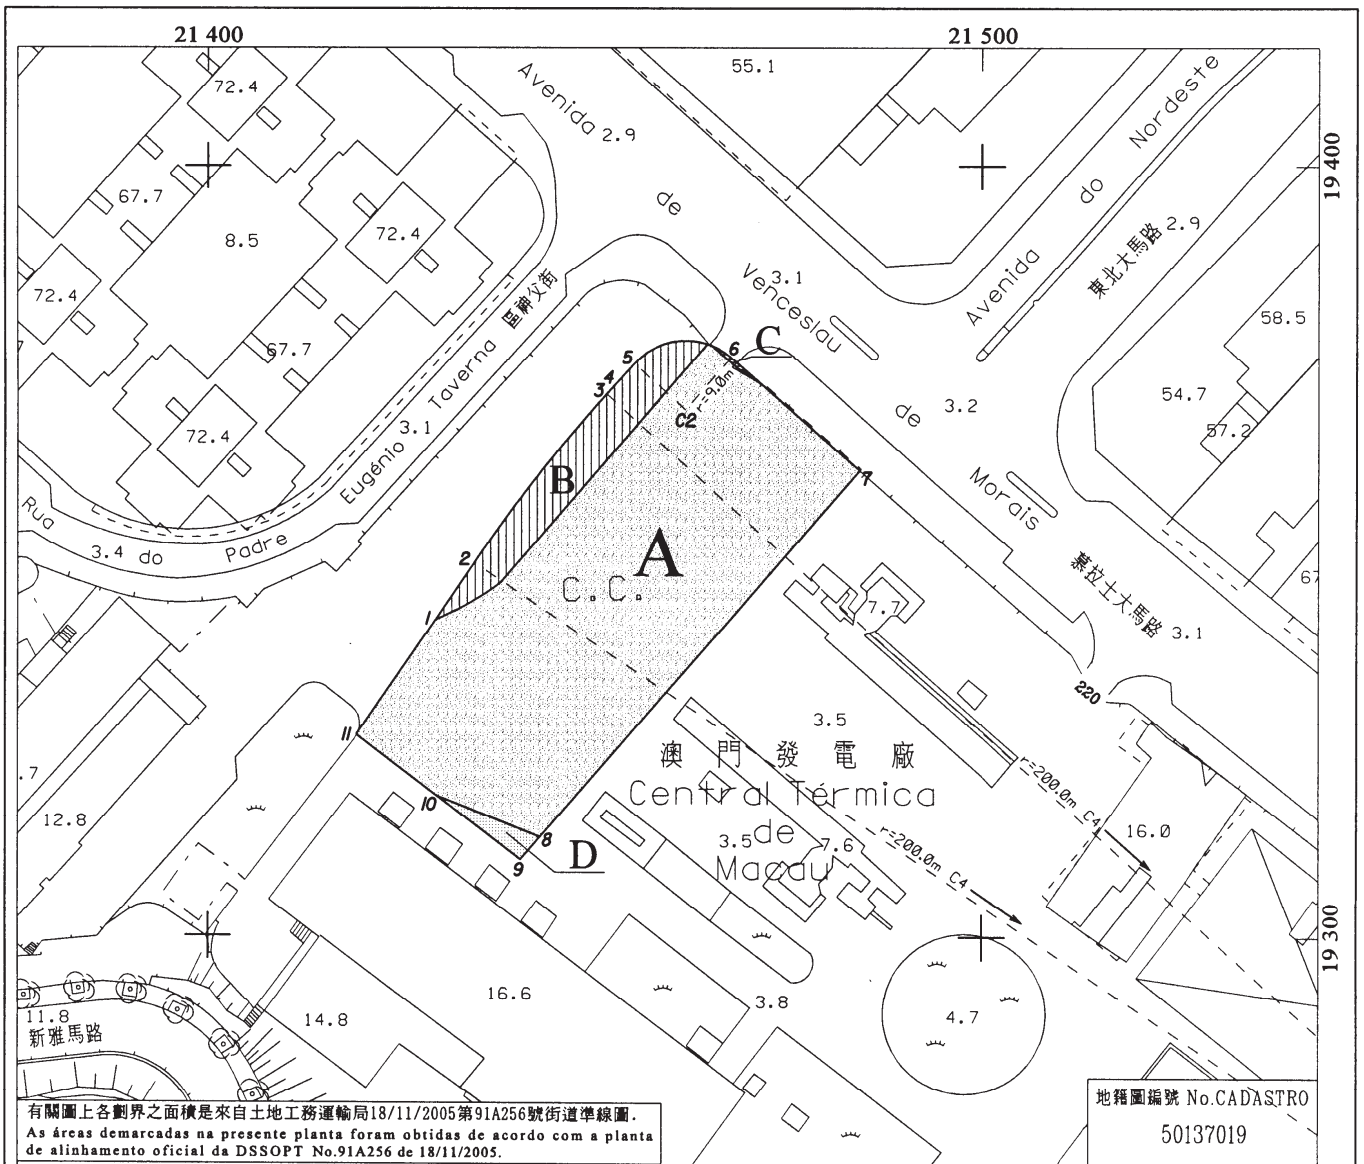 21 400
21 500
19 400
19 300
72.4
67.7
8.5
72.4
72.4
67.7
72.4
Avenida
2.9
de
55.1
Venceslau
3.1
de
3.2
Morais
慕拉士大馬路
3.1
Avenida
do
Nordeste
東北大馬路
2.9
58.5
54.7
57.2
67
Rua
3.4
do
Padre
Eugénio
Taverna
區神父街
3.1
1
2
3
4
5
6
7
8
9
10
11
A
B
C
D
C.C.
C2
r=9.0m
7.7
220
3.5
澳門發電廠
Central Térmica
de
Macau
3.5
7.6
r=200.0m C4
r=200.0m C4
16.0
.7
12.8
11.8
新雅馬路
14.8
16.6
3.8
4.7
有關圖上各劃界之面積是來自土地工務運輸局18/11/2005第91A256號街道準線圖.
As áreas demarcadas na presente planta foram obtidas de acordo com a planta
de alinhamento oficial da DSSOPT No.91A256 de 18/11/2005.
地籍圖編號 No.CADASTRO
50137019